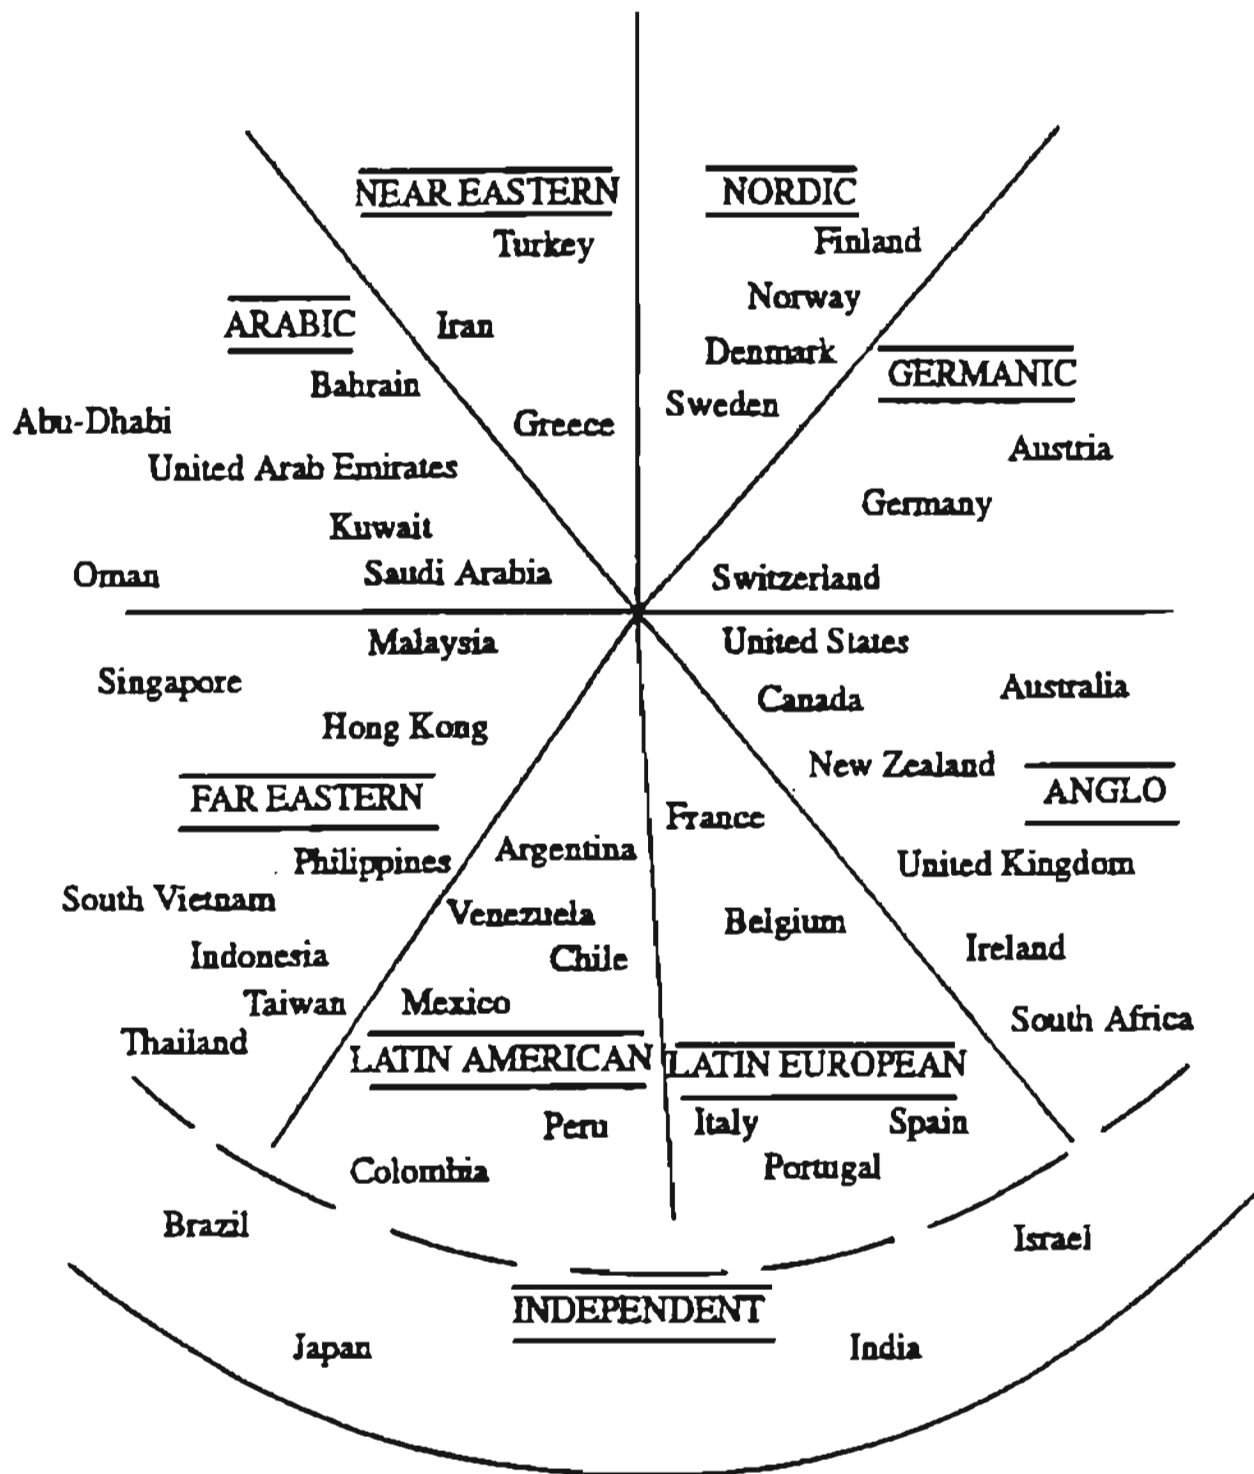 NEAR EASTERN
Turkey
Iran
Greece
NORDIC
Finland
Norway
Denmark
Sweden
ARABIC
Bahrain
Abu-Dhabi
United Arab Emirates
Kuwait
Oman
Saudi Arabia
GERMANIC
Austria
Germany
Switzerland
Malaysia
Singapore
Hong Kong
FAR EASTERN
Philippines
South Vietnam
Indonesia
Taiwan
Thailand
United States
Canada
Australia
New Zealand
ANGLO
United Kingdom
Ireland
South Africa
Argentina
Venezuela
Chile
Mexico
LATIN AMERICAN
Peru
Colombia
France
Belgium
LATIN EUROPEAN
Italy
Spain
Portugal
Brazil
Israel
INDEPENDENT
Japan
India